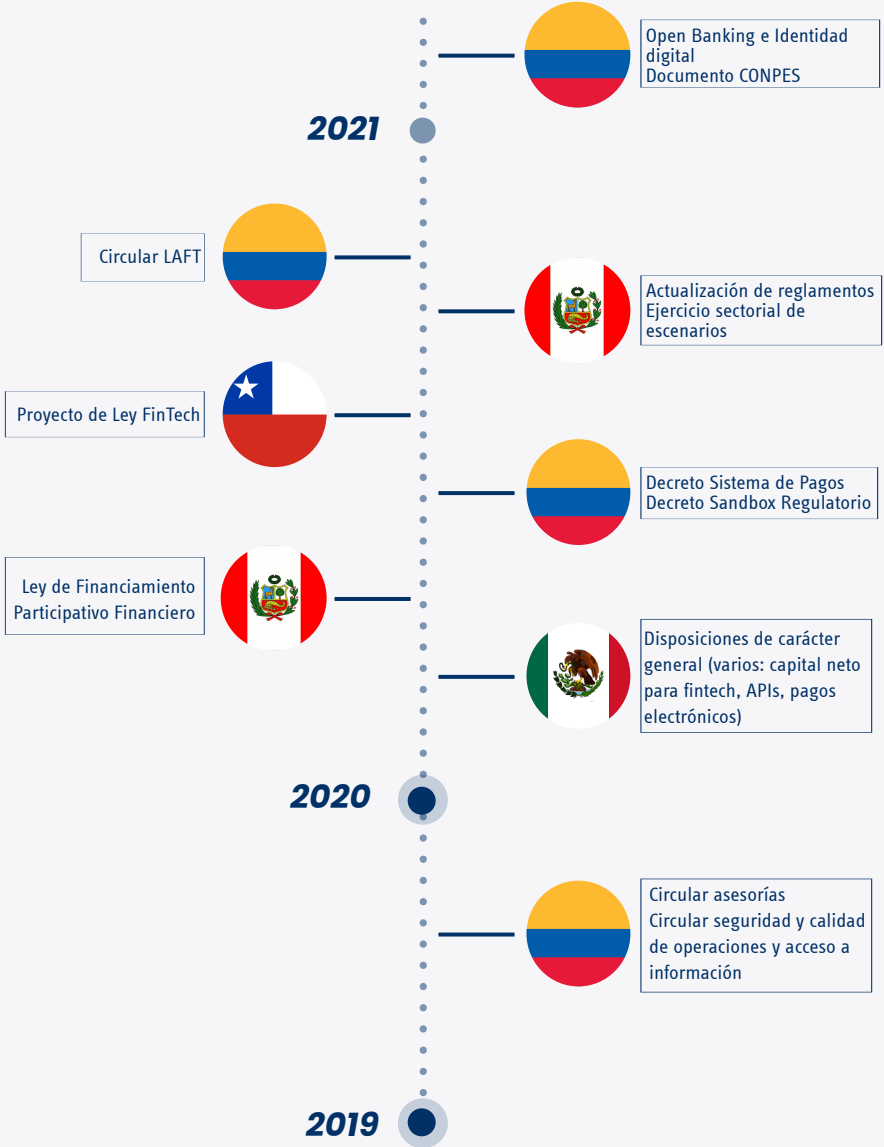 Open Banking e Identidad
digital
Documento CONPES
2021
Circular LAFT
Actualización de reglamentos
Ejercicio sectorial de
escenarios
Proyecto de Ley FinTech
Decreto Sistema de Pagos
Decreto Sandbox Regulatorio
Ley de Financiamiento
Participativo Financiero
Disposiciones de carácter
general (varios: capital neto
para fintech, APIs, pagos
electrónicos)
2020
Circular asesorías
Circular seguridad y calidad
de operaciones y acceso a
información
2019